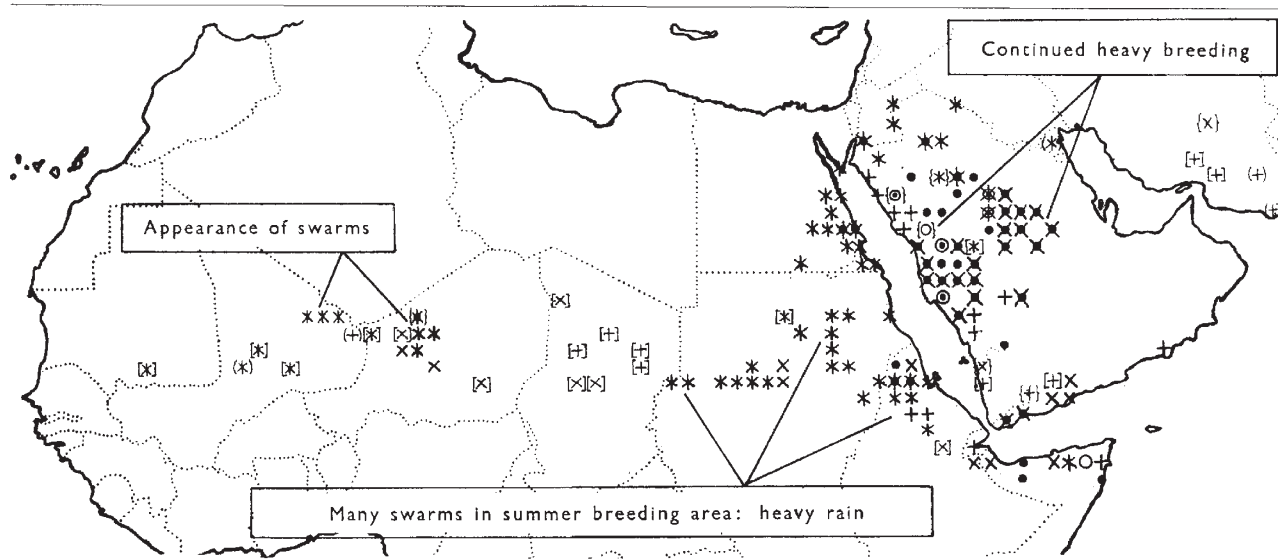 Continued heavy breeding
Appearance of swarms
Many swarms in summer breeding area: heavy rain